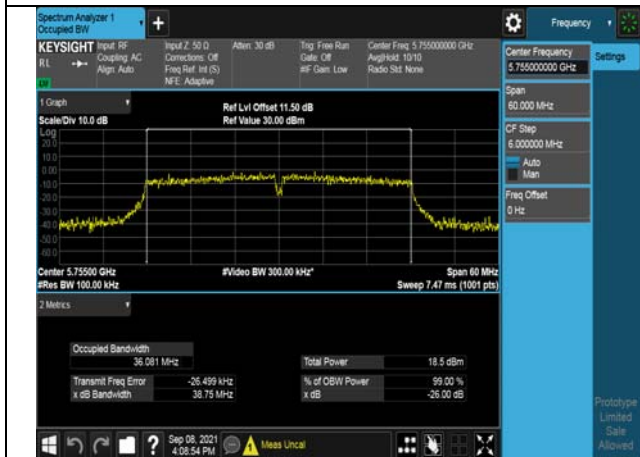 Spectrum Analyzer 1
Occupied BW
Frequency
KEYSIGHT
RL
Input: RF
Coupling: AC
Align: Auto
Input Z: 50 Ω
Corrections: Off
Freq Ref: Int (S)
NFE: Adaptive
Atten: 30 dB
Trig: Free Run
Gate: Off
#IF Gain: Low
Center Freq: 5.755000000 GHz
Avg|Hold: 10/10
Radio Std: None
Center Frequency
5.755000000 GHz
Settings
Span
60.000 MHz
CF Step
6.000000 MHz
Auto
Man
Freq Offset
0 Hz
1 Graph
Scale/Div 10.0 dB
Ref Lvl Offset 11.50 dB
Ref Value 30.00 dBm
Log
20.0
10.0
0.00
-10.0
-20.0
-30.0
-40.0
-50.0
-60.0
Center 5.75500 GHz
#Res BW 100.00 kHz
#Video BW 300.00 kHz*
Span 60 MHz
Sweep 7.47 ms (1001 pts)
2 Metrics
Occupied Bandwidth
36.081 MHz
Total Power 18.5 dBm
Transmit Freq Error -26.499 kHz
% of OBW Power 99.00 %
x dB Bandwidth 38.75 MHz
x dB -26.00 dB
Sep 08, 2021
4:08:54 PM
Meas Uncal
Prototype
Limited
Sale
Allowed